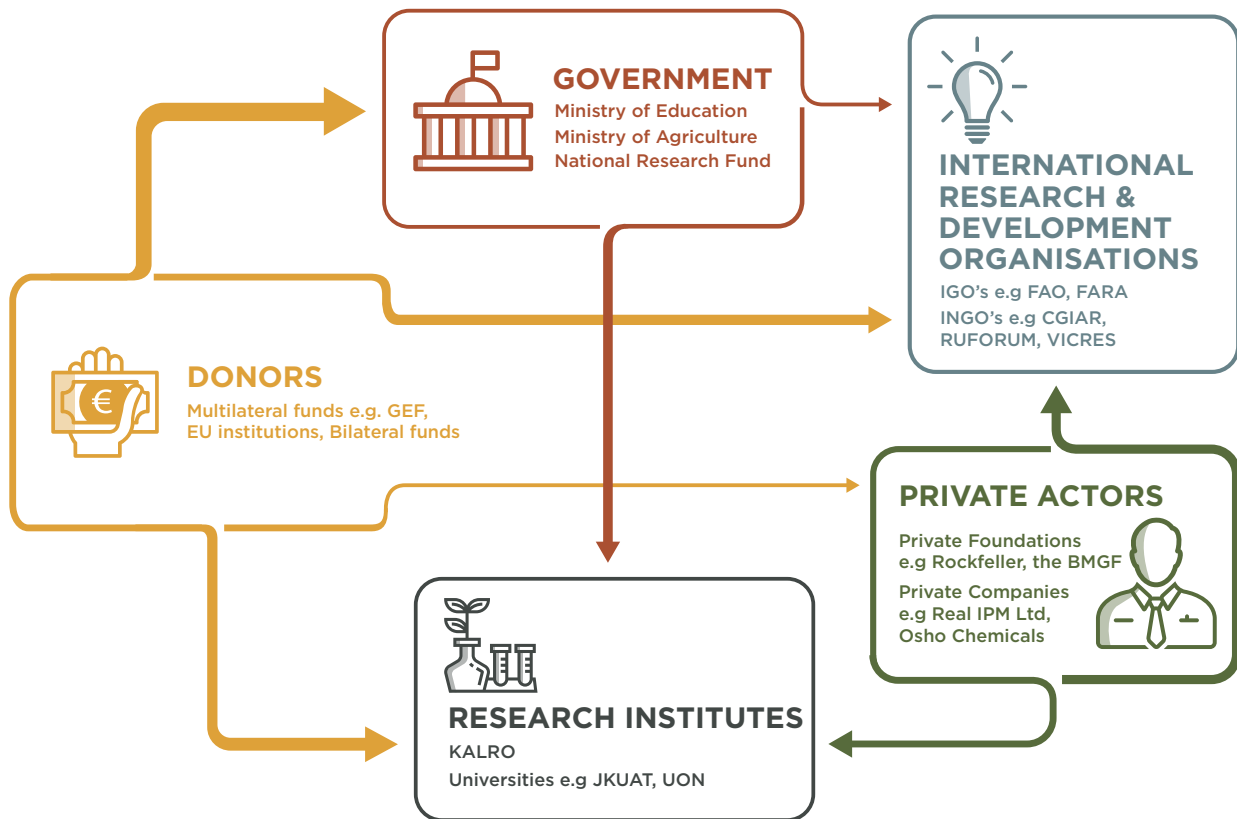 GOVERNMENT
Ministry of Education
Ministry of Agriculture
National Research Fund
INTERNATIONAL
RESEARCH &
DEVELOPMENT
ORGANISATIONS
IGO's e.g FAO, FARA
INGO's e.g CGIAR,
RUFORUM, VICRES
€
DONORS
Multilateral funds e.g. GEF,
EU institutions, Bilateral funds
PRIVATE ACTORS
Private Foundations
e.g Rockfeller, the BMGF
Private Companies
e.g Real IPM Ltd,
Osho Chemicals
RESEARCH INSTITUTES
KALRO
Universities e.g JKUAT, UON